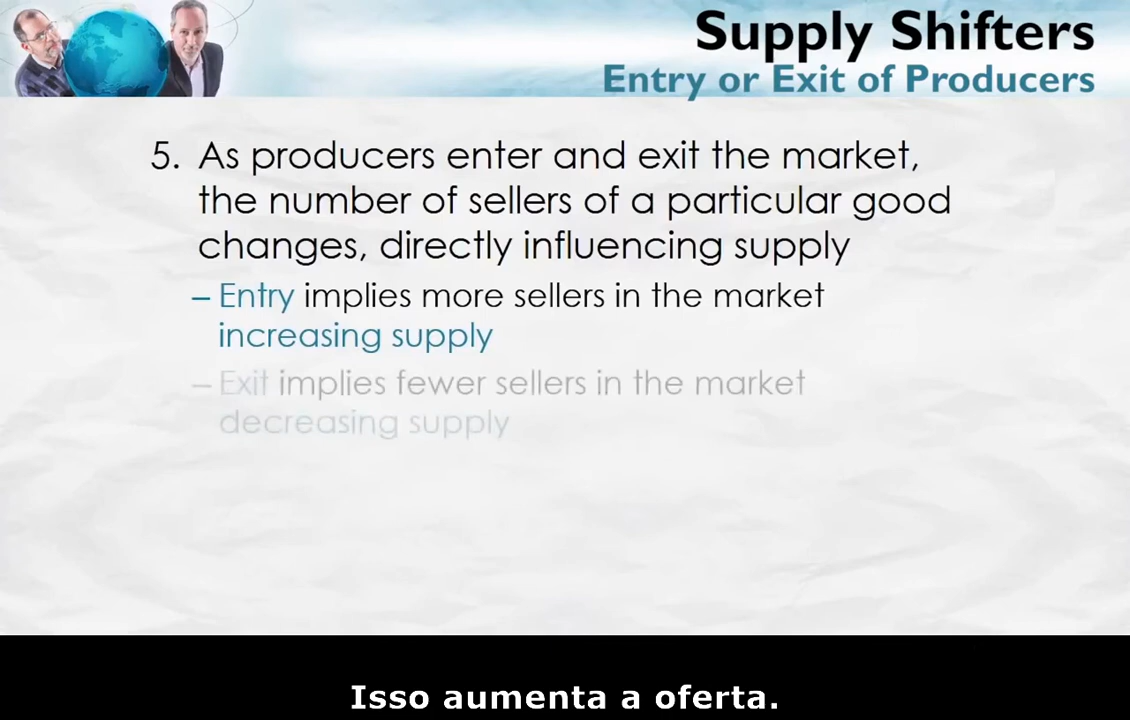 Supply Shifters
Entry or Exit of Producers
5. As producers enter and exit the market,
the number of sellers of a particular good
changes, directly influencing supply
– Entry implies more sellers in the market
increasing supply
– Exit implies fewer sellers in the market
decreasing supply
Isso aumenta a oferta.